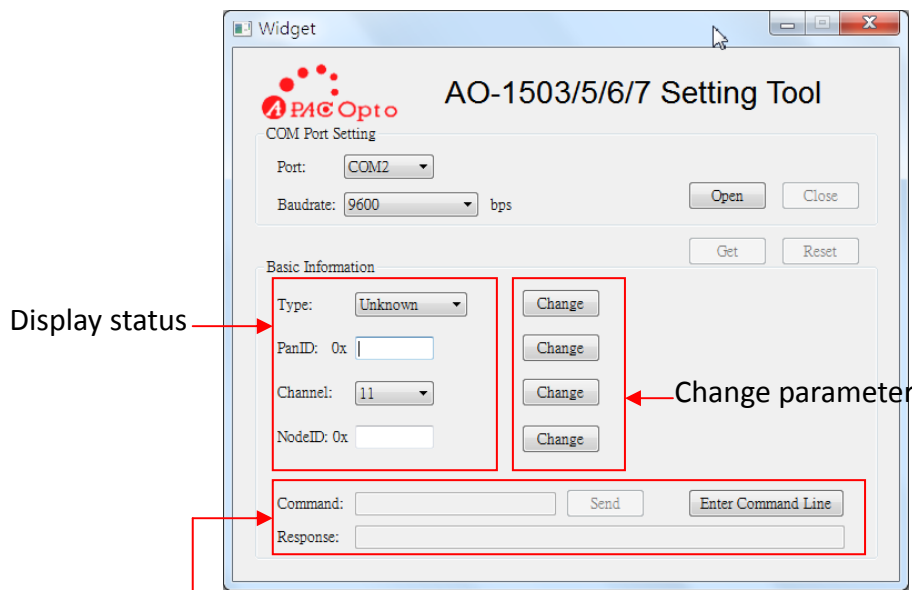 Widget
APAC Opto
AO-1503/5/6/7 Setting Tool
COM Port Setting
Port: COM2
Baudrate: 9600 bps
Open Close
Get Reset
Basic Information
Type: Unknown Change
Display status
PanID: 0x Change
Channel: 11 Change
Change parameter
NodeID: 0x Change
Command: Send Enter Command Line
Response: